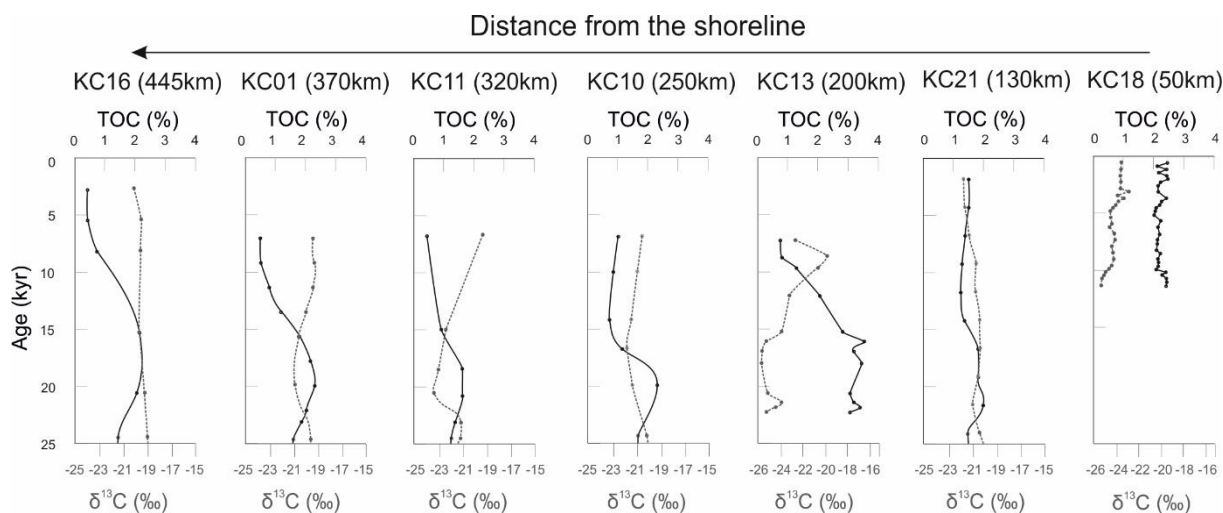 Distance from the shoreline
KC16 (445km) KC01 (370km) KC11 (320km) KC10 (250km) KC13 (200km) KC21 (130km) KC18 (50km)
TOC (%) TOC (%) TOC (%) TOC (%) TOC (%) TOC (%) TOC (%)
0 1 2 3 4 0 1 2 3 4 0 1 2 3 4 0 1 2 3 4 0 1 2 3 4 0 1 2 3 4 0 1 2 3 4
0
5
10
15
20
25
Age (kyr)
-25 -23 -21 -19 -17 -15 -25 -23 -21 -19 -17 -15 -25 -23 -21 -19 -17 -15 -25 -23 -21 -19 -17 -15 -26 -24 -22 -20 -18 -16 -25 -23 -21 -19 -17 -15 -26 -24 -22 -20 -18 -16
δ13C (‰) δ13C (‰) δ13C (‰) δ13C (‰) δ13C (‰) δ13C (‰) δ13C (‰)